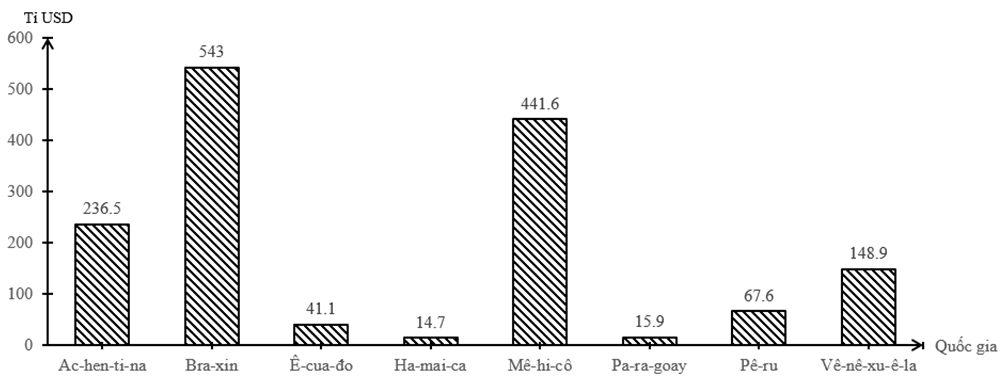 Tỉ USD
600
500
400
300
200
100
0
236.5
543
41.1
14.7
441.6
15.9
67.6
148.9
Ac-hen-ti-na
Bra-xin
Ê-cua-đo
Ha-mai-ca
Mê-hi-cô
Pa-ra-goay
Pê-ru
Vê-nê-xu-ê-la
Quốc gia